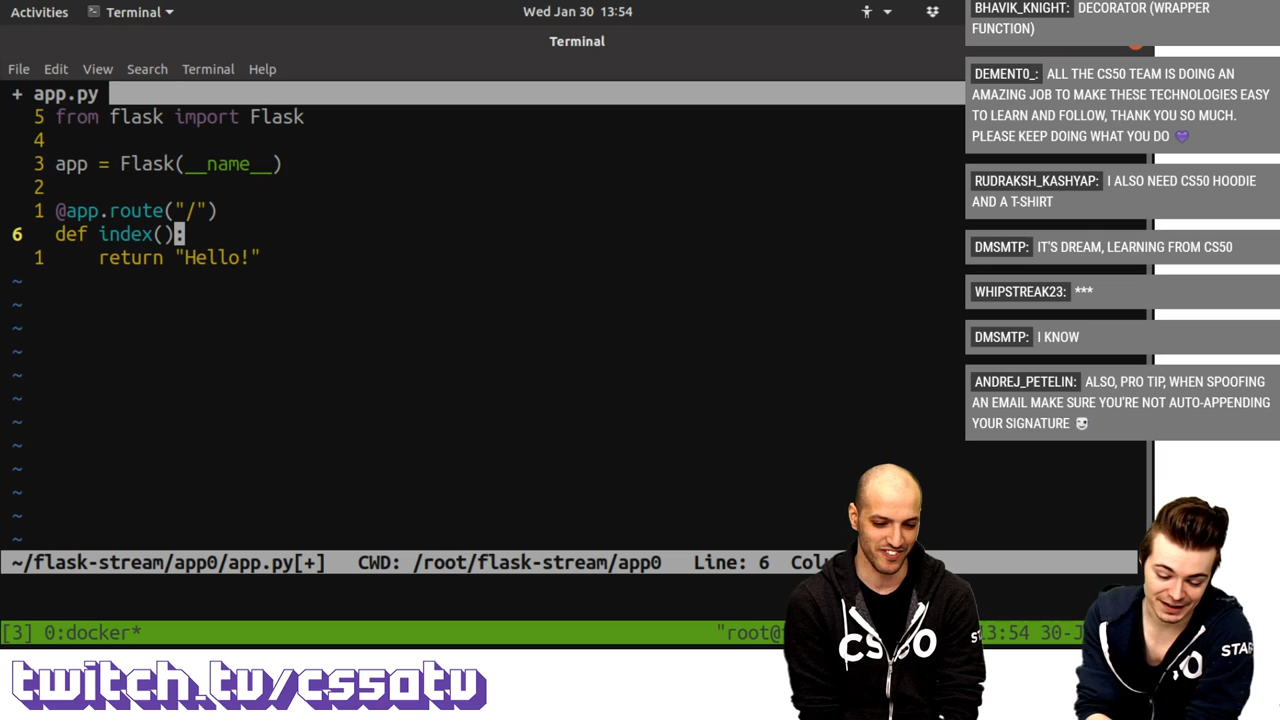 Activities Terminal Wed Jan 30 13:54
Terminal
File Edit View Search Terminal Help
+ app.py
5 from flask import Flask
4
3 app = Flask(__name__)
2
1 @app.route("/")
6 def index():
1 return "Hello!"
~
~
~
~
~
~
~
~
~
~
~
~
~/flask-stream/app0/app.py[+] CWD: /root/flask-stream/app0 Line: 6
[3] 0:docker* "root@ 13:54 30-J
BHAVIK_KNIGHT: DECORATOR (WRAPPER
FUNCTION)
DEMENT0_: ALL THE CS50 TEAM IS DOING AN
AMAZING JOB TO MAKE THESE TECHNOLOGIES EASY
TO LEARN AND FOLLOW, THANK YOU SO MUCH.
PLEASE KEEP DOING WHAT YOU DO 💜
RUDRAKSH_KASHYAP: I ALSO NEED CS50 HOODIE
AND A T-SHIRT
DMSMTP: IT'S DREAM, LEARNING FROM CS50
WHIPSTREAK23: ***
DMSMTP: I KNOW
ANDREJ_PETELIN: ALSO, PRO TIP, WHEN SPOOFING
AN EMAIL MAKE SURE YOU'RE NOT AUTO-APPENDING
YOUR SIGNATURE
CS50
twitch.tv/cs50tv